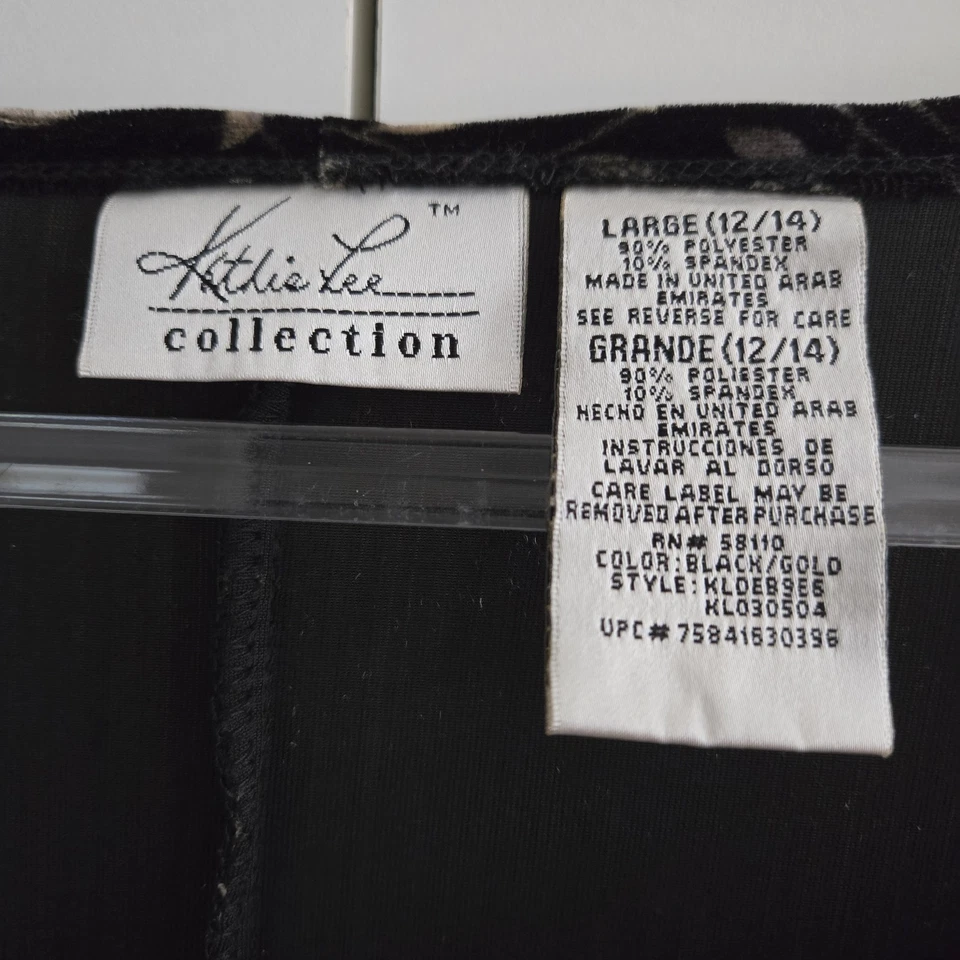 Kathie Lee TM
collection
LARGE (12/14)
90% POLYESTER
10% SPANDEX
MADE IN UNITED ARAB
EMIRATES
SEE REVERSE FOR CARE
GRANDE (12/14)
90% POLIESTER
10% SPANDEX
HECHO EN UNITED ARAB
EMIRATES
INSTRUCCIONES DE
LAVAR AL DORSO
CARE LABEL MAY BE
REMOVED AFTER PURCHASE
RN# 58110
COLOR: BLACK/GOLD
STYLE: KLDEB9E6
KL030504
UPC# 75841630396